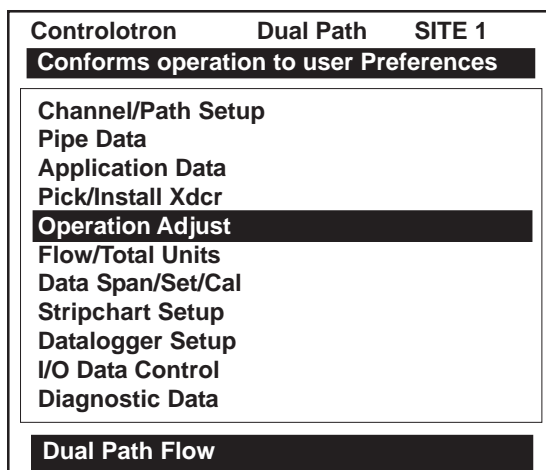 Controlotron Dual Path SITE 1
Conforms operation to user Preferences
Channel/Path Setup
Pipe Data
Application Data
Pick/Install Xdcr
Operation Adjust
Flow/Total Units
Data Span/Set/Cal
Stripchart Setup
Datalogger Setup
I/O Data Control
Diagnostic Data
Dual Path Flow